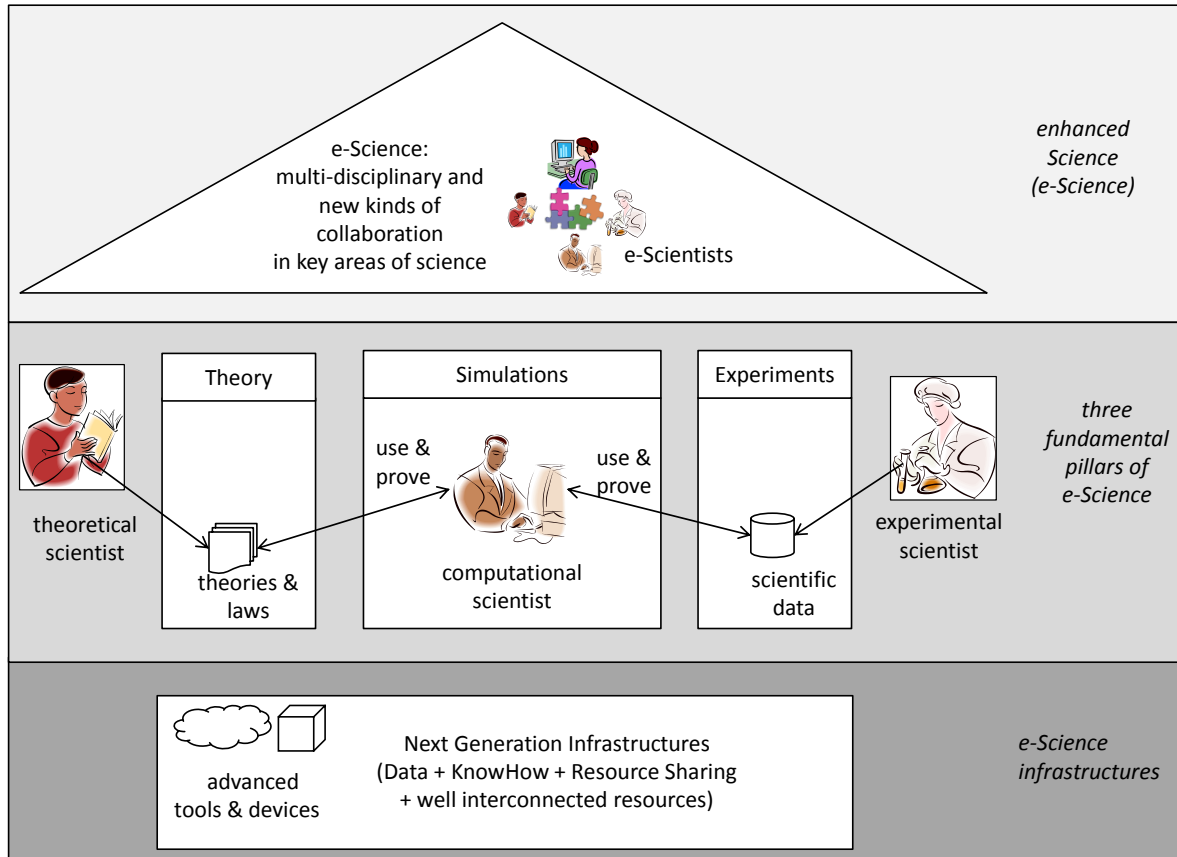 e-Science:
multi-disciplinary and
new kinds of
collaboration
in key areas of science
e-Scientists
enhanced
Science
(e-Science)
Theory
Simulations
Experiments
use &
prove
use &
prove
theoretical
scientist
theories &
laws
computational
scientist
scientific
data
experimental
scientist
three
fundamental
pillars of
e-Science
advanced
tools & devices
Next Generation Infrastructures
(Data + KnowHow + Resource Sharing
+ well interconnected resources)
e-Science
infrastructures